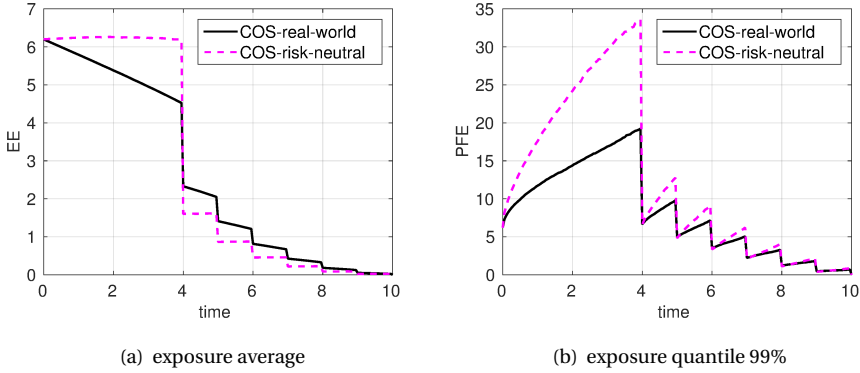 7
6
5
4
3
2
1
0
EE
COS-real-world
COS-risk-neutral
0 2 4 6 8 10
time
(a) exposure average
35
30
25
20
15
10
5
0
PFE
COS-real-world
COS-risk-neutral
0 2 4 6 8 10
time
(b) exposure quantile 99%